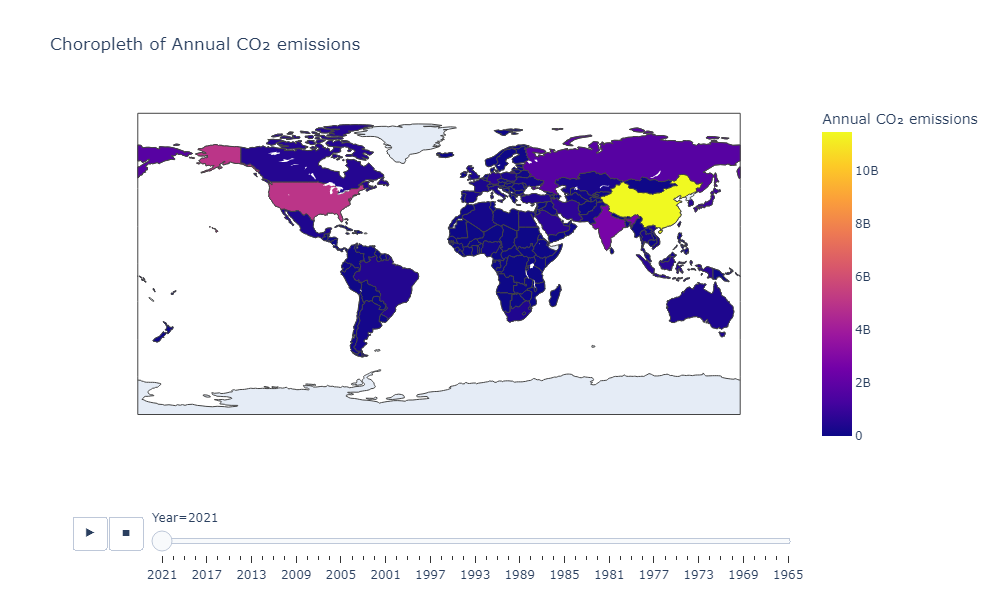 Choropleth of Annual CO₂ emissions
Annual CO₂ emissions
10B
8B
6B
4B
2B
0
Year=2021
2021 2017 2013 2009 2005 2001 1997 1993 1989 1985 1981 1977 1973 1969 1965